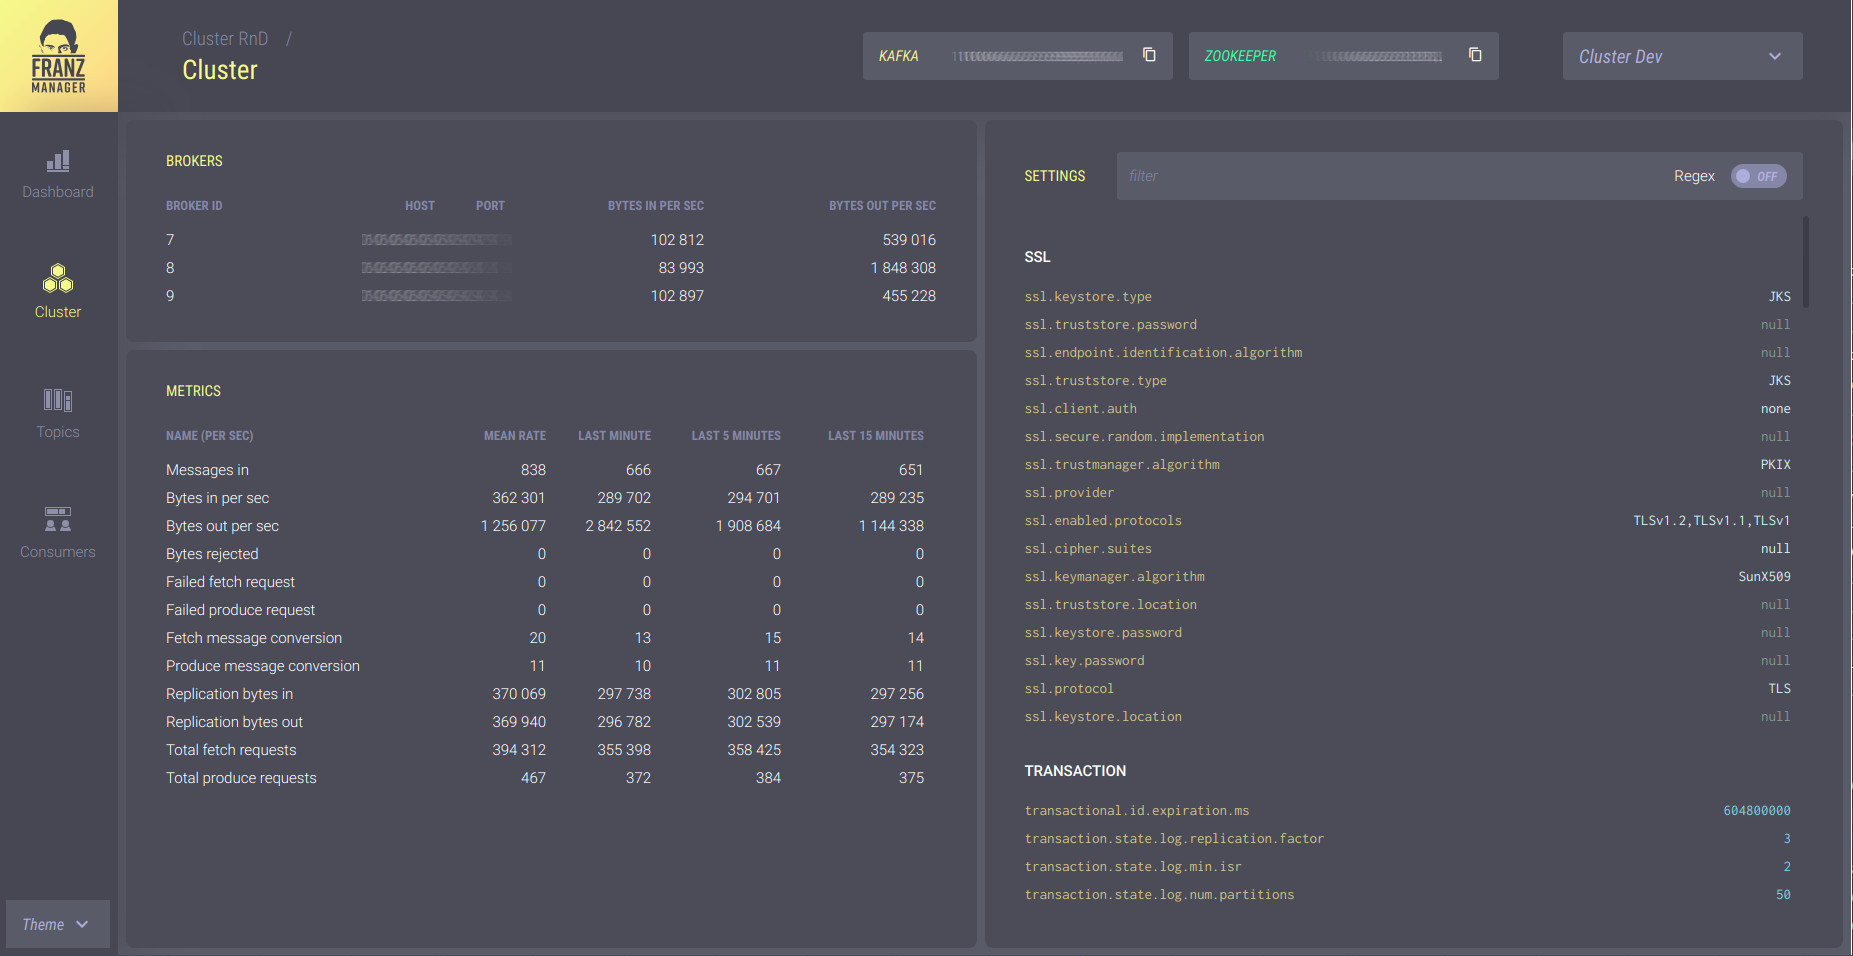 FRANZ
MANAGER
Cluster RnD /
Cluster
KAFKA
ZOOKEEPER
Cluster Dev
Dashboard
Cluster
Topics
Consumers
Theme
BROKERS
BROKER ID HOST PORT BYTES IN PER SEC BYTES OUT PER SEC
7 102 812 539 016
8 83 993 1 848 308
9 102 897 455 228
METRICS
NAME (PER SEC) MEAN RATE LAST MINUTE LAST 5 MINUTES LAST 15 MINUTES
Messages in 838 666 667 651
Bytes in per sec 362 301 289 702 294 701 289 235
Bytes out per sec 1 256 077 2 842 552 1 908 684 1 144 338
Bytes rejected 0 0 0 0
Failed fetch request 0 0 0 0
Failed produce request 0 0 0 0
Fetch message conversion 20 13 15 14
Produce message conversion 11 10 11 11
Replication bytes in 370 069 297 738 302 805 297 256
Replication bytes out 369 940 296 782 302 539 297 174
Total fetch requests 394 312 355 398 358 425 354 323
Total produce requests 467 372 384 375
SETTINGS filter Regex OFF
SSL
ssl.keystore.type JKS
ssl.truststore.password null
ssl.endpoint.identification.algorithm null
ssl.truststore.type JKS
ssl.client.auth none
ssl.secure.random.implementation null
ssl.trustmanager.algorithm PKIX
ssl.provider null
ssl.enabled.protocols TLSv1.2,TLSv1.1,TLSv1
ssl.cipher.suites null
ssl.keymanager.algorithm SunX509
ssl.truststore.location null
ssl.keystore.password null
ssl.key.password null
ssl.protocol TLS
ssl.keystore.location null
TRANSACTION
transactional.id.expiration.ms 604800000
transaction.state.log.replication.factor 3
transaction.state.log.min.isr 2
transaction.state.log.num.partitions 50